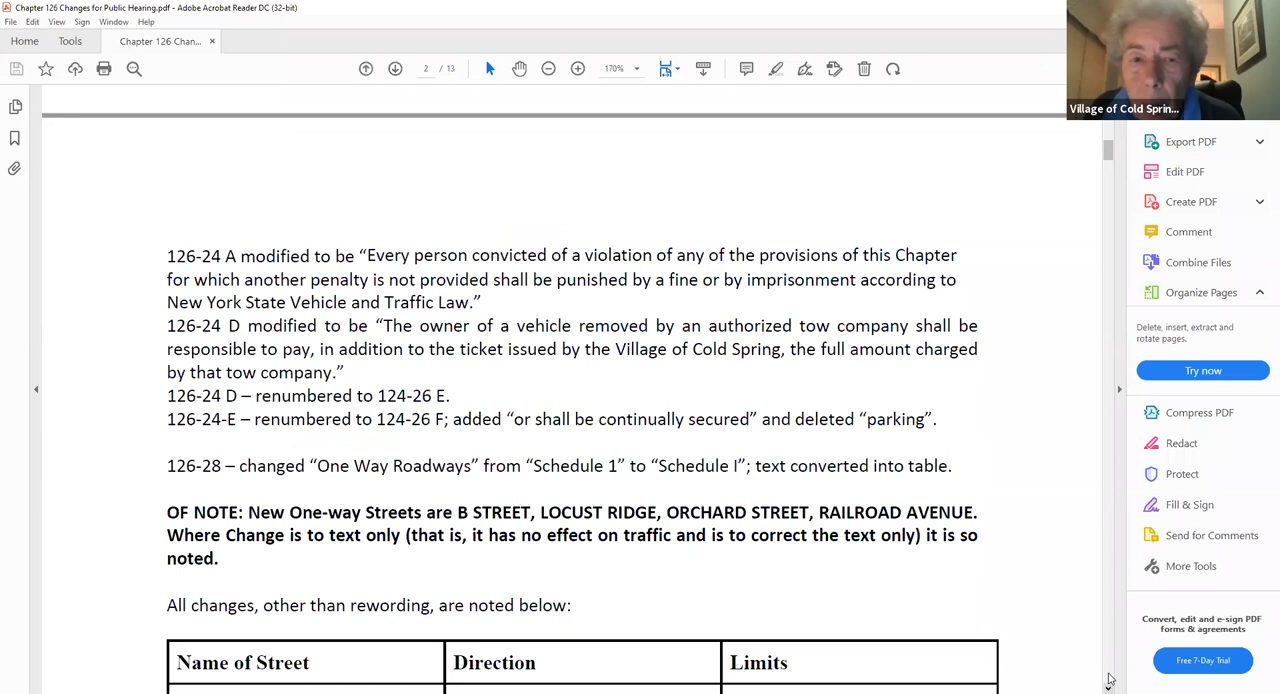 Chapter 126 Changes for Public Hearing.pdf - Adobe Acrobat Reader DC (32-bit)
File Edit View Sign Window Help
Home Tools Chapter 126 Chan... ×
2 / 13 170%
Village of Cold Sprin...
Export PDF
Edit PDF
Create PDF
Comment
Combine Files
Organize Pages
Delete, insert, extract and
rotate pages.
Try now
Compress PDF
Redact
Protect
Fill & Sign
Send for Comments
More Tools
Convert, edit and e-sign PDF
forms & agreements
Free 7-Day Trial
126-24 A modified to be “Every person convicted of a violation of any of the provisions of this Chapter
for which another penalty is not provided shall be punished by a fine or by imprisonment according to
New York State Vehicle and Traffic Law.”
126-24 D modified to be “The owner of a vehicle removed by an authorized tow company shall be
responsible to pay, in addition to the ticket issued by the Village of Cold Spring, the full amount charged
by that tow company.”
126-24 D – renumbered to 124-26 E.
126-24-E – renumbered to 124-26 F; added “or shall be continually secured” and deleted “parking”.
126-28 – changed “One Way Roadways” from “Schedule 1” to “Schedule I”; text converted into table.
OF NOTE: New One-way Streets are B STREET, LOCUST RIDGE, ORCHARD STREET, RAILROAD AVENUE.
Where Change is to text only (that is, it has no effect on traffic and is to correct the text only) it is so
noted.
All changes, other than rewording, are noted below:
Name of Street Direction Limits